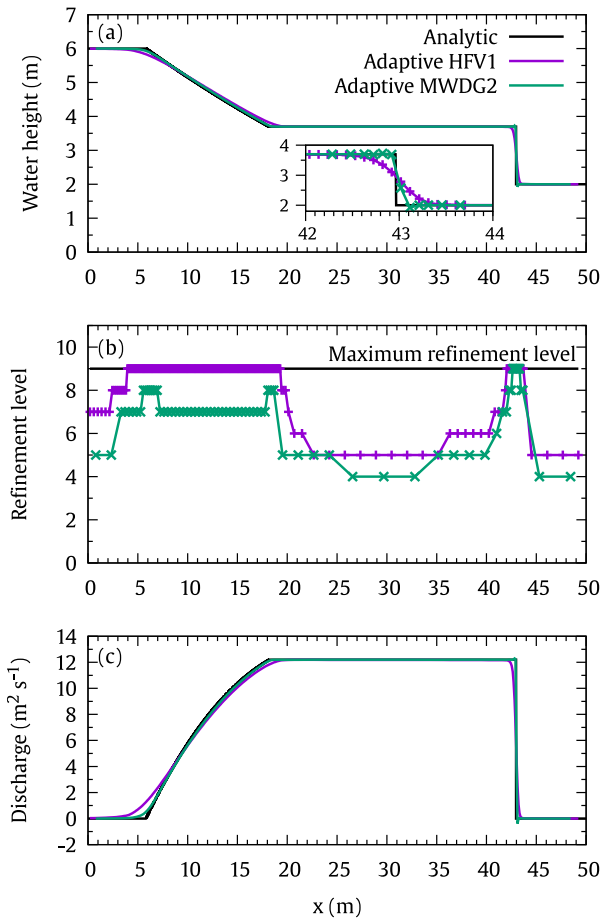 7
6
5
4
3
2
1
0
Water height (m)
(a)
Analytic
Adaptive HFV1
Adaptive MWDG2
4
3
2
42 43 44
0 5 10 15 20 25 30 35 40 45 50
10
8
6
4
2
0
Refinement level
(b)
Maximum refinement level
0 5 10 15 20 25 30 35 40 45 50
14
12
10
8
6
4
2
0
-2
Discharge (m² s⁻¹)
(c)
0 5 10 15 20 25 30 35 40 45 50
x (m)